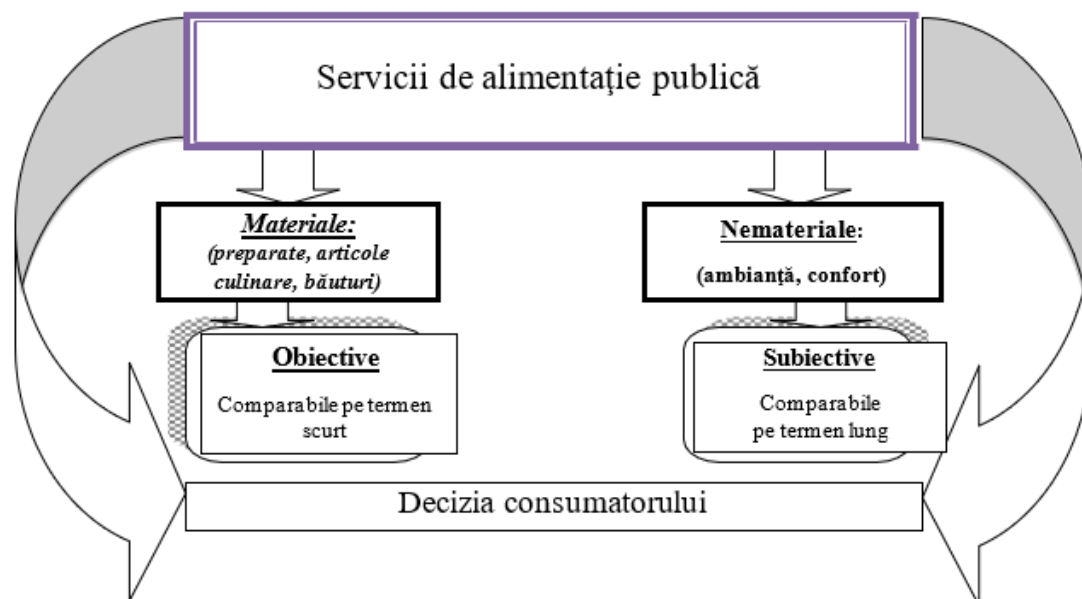 Servicii de alimentaţie publică
Materiale:
(preparate, articole
culinare, băuturi)
Nemateriale:
(ambianţă, confort)
Obiective
Comparabile pe termen
scurt
Subiective
Comparabile
pe termen lung
Decizia consumatorului